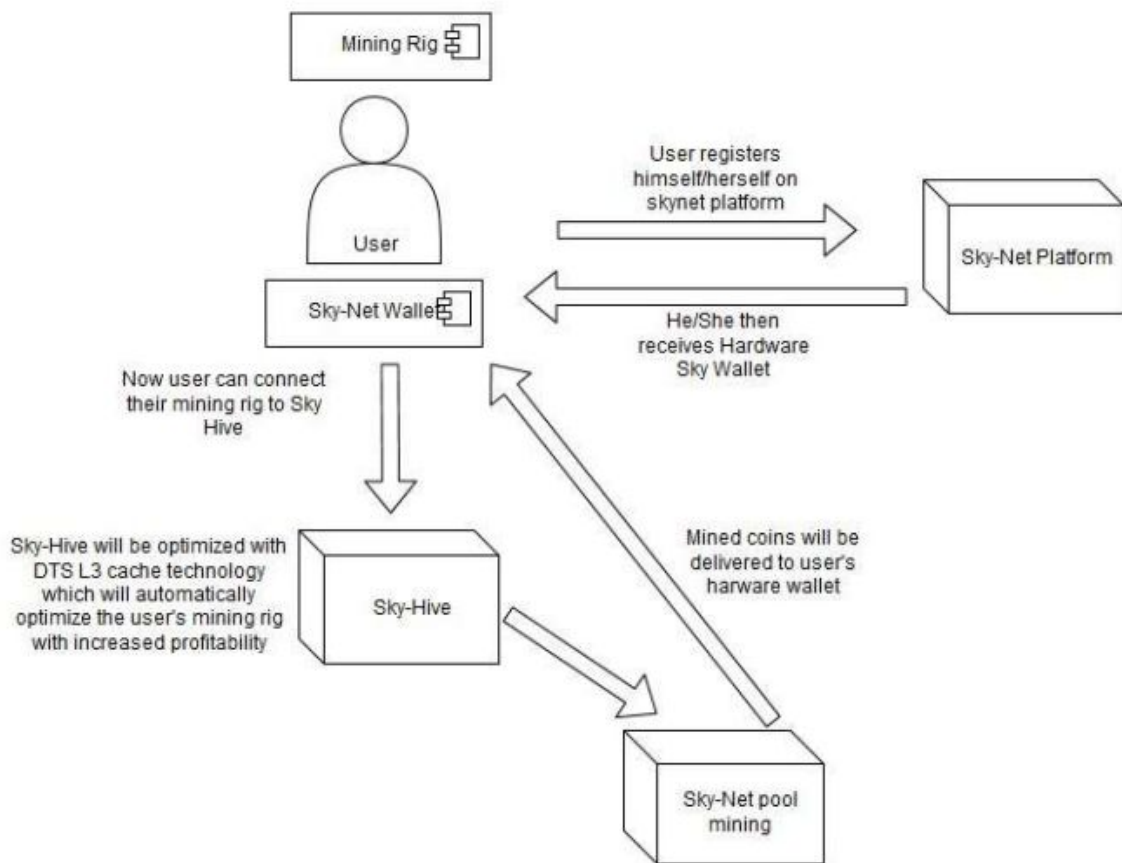 Mining Rig
User registers
himself/herself on
skynet platform
User
Sky-Net Platform
Sky-Net Wallet
He/She then
receives Hardware
Sky Wallet
Now user can connect
their mining rig to Sky
Hive
Sky-Hive will be optimized with
DTS L3 cache technology
which will automatically
optimize the user's mining rig
with increased profitability
Sky-Hive
Mined coins will be
delivered to user's
harware wallet
Sky-Net pool
mining